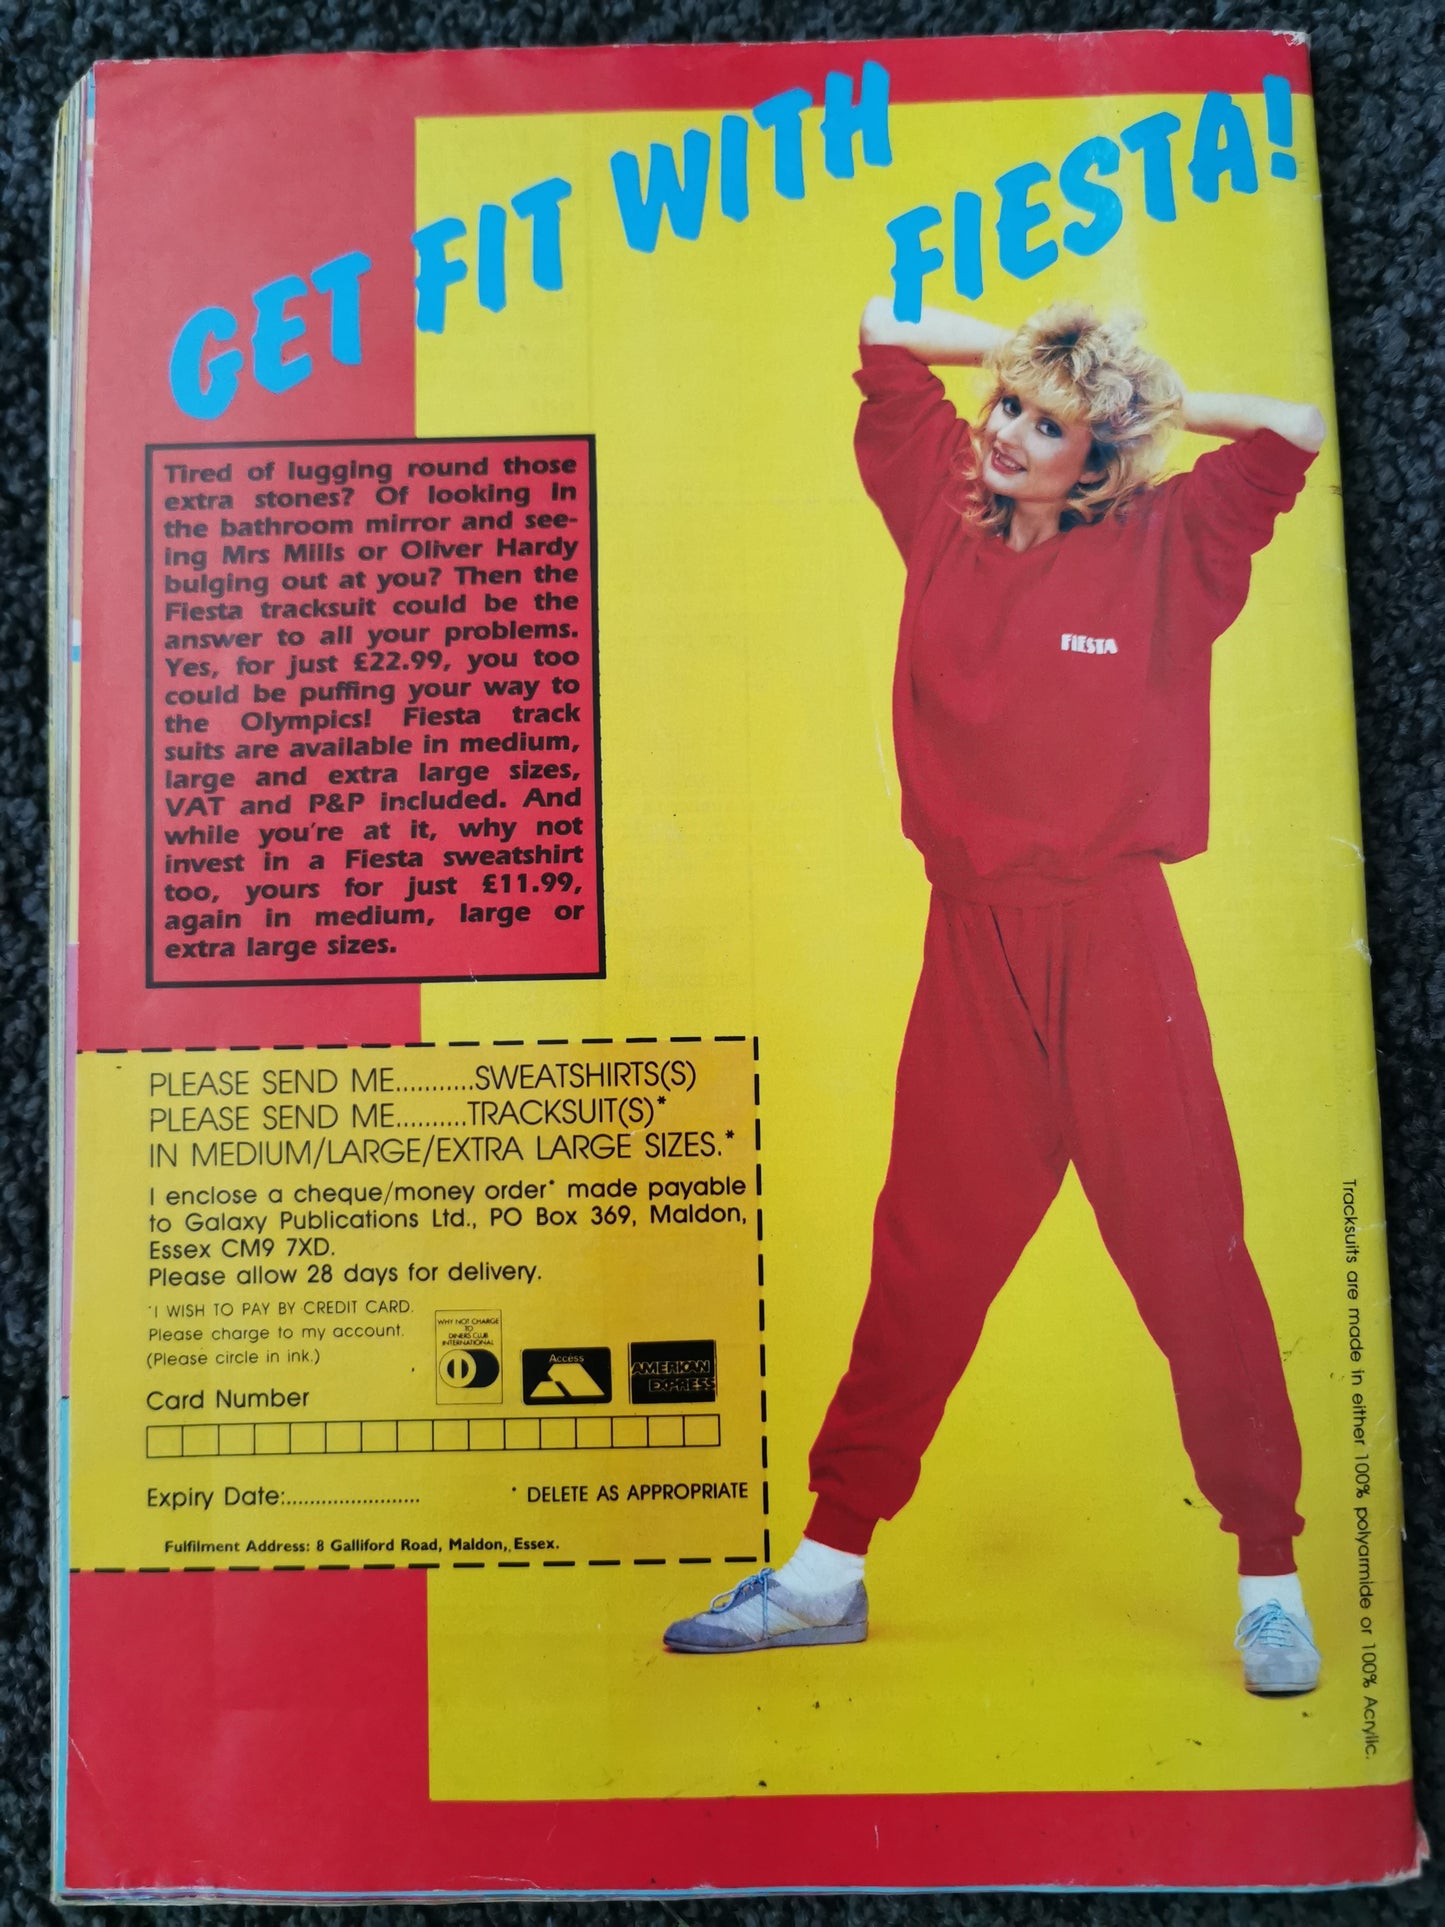 GET FIT WITH
FIESTA!
Tired of lugging round those
extra stones? Of looking in
the bathroom mirror and see-
ing Mrs Mills or Oliver Hardy
bulging out at you? Then the
Fiesta tracksuit could be the
answer to all your problems.
Yes, for just £22.99, you too
could be puffing your way to
the Olympics! Fiesta track
suits are available in medium,
large and extra large sizes,
VAT and P&P included. And
while you're at it, why not
invest in a Fiesta sweatshirt
too, yours for just £11.99,
again in medium, large or
extra large sizes.
FIESTA
PLEASE SEND ME...........SWEATSHIRTS(S)
PLEASE SEND ME..........TRACKSUIT(S)*
IN MEDIUM/LARGE/EXTRA LARGE SIZES.*
I enclose a cheque/money order* made payable
to Galaxy Publications Ltd., PO Box 369, Maldon,
Essex CM9 7XD.
Please allow 28 days for delivery.
*I WISH TO PAY BY CREDIT CARD.
Please charge to my account.
(Please circle in ink.)
WHY NOT CHARGE
TO
DINERS CLUB
INTERNATIONAL
Access
AMERICAN
EXPRESS
Card Number
Expiry Date:.......................
* DELETE AS APPROPRIATE
Fulfilment Address: 8 Galliford Road, Maldon, Essex.
Tracksuits are made in either 100% polyarmide or 100% Acrylic.